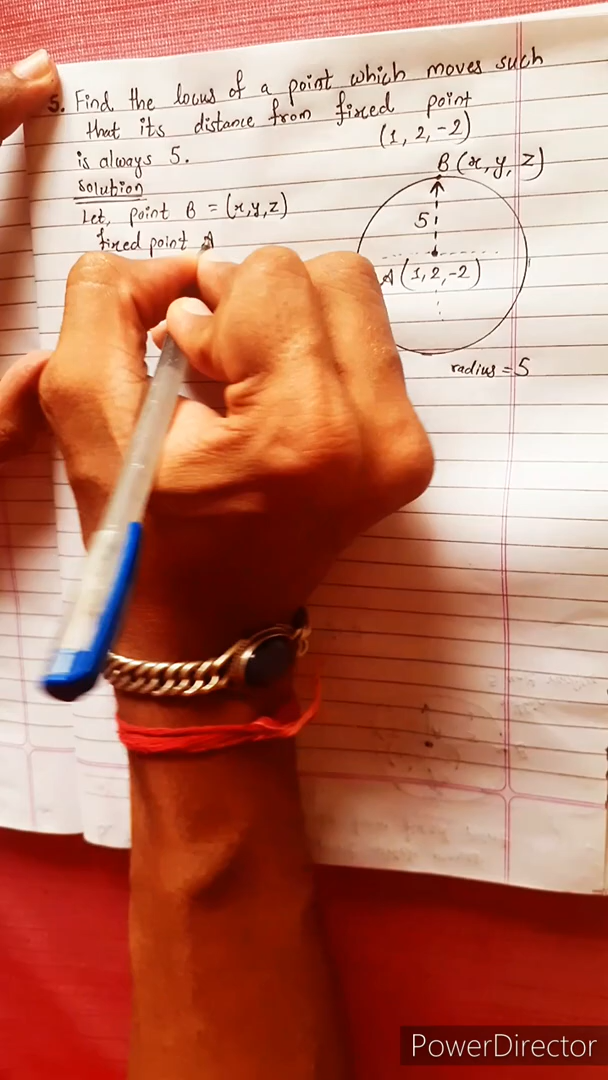 5. Find the locus of a point which moves such
that its distance from fixed point
(1, 2, -2)
is always 5.
Solution
Let, point B = (x,y,z)
fixed point A
B (x, y, z)
5
A (1, 2, -2)
radius = 5
PowerDirector